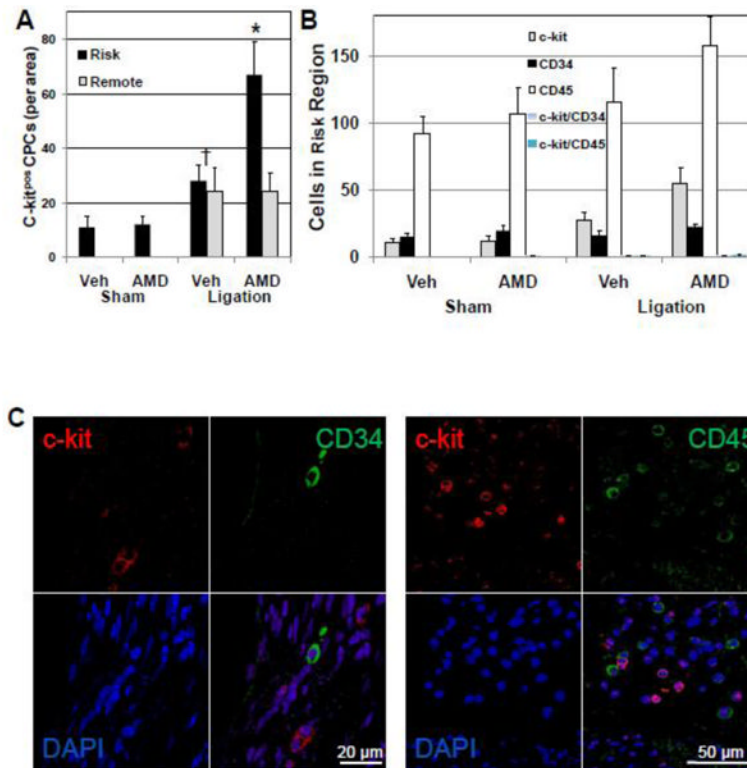 A
C-kitᵖᵒˢ CPCs (per area)
80
60
40
20
0
*
Risk
Remote
†
Veh AMD Veh AMD
Sham Ligation
B
Cells in Risk Region
150
100
50
0
c-kit
CD34
CD45
c-kit/CD34
c-kit/CD45
Veh AMD Veh AMD
Sham Ligation
C
c-kit CD34
DAPI 20 µm
c-kit CD45
DAPI 50 µm